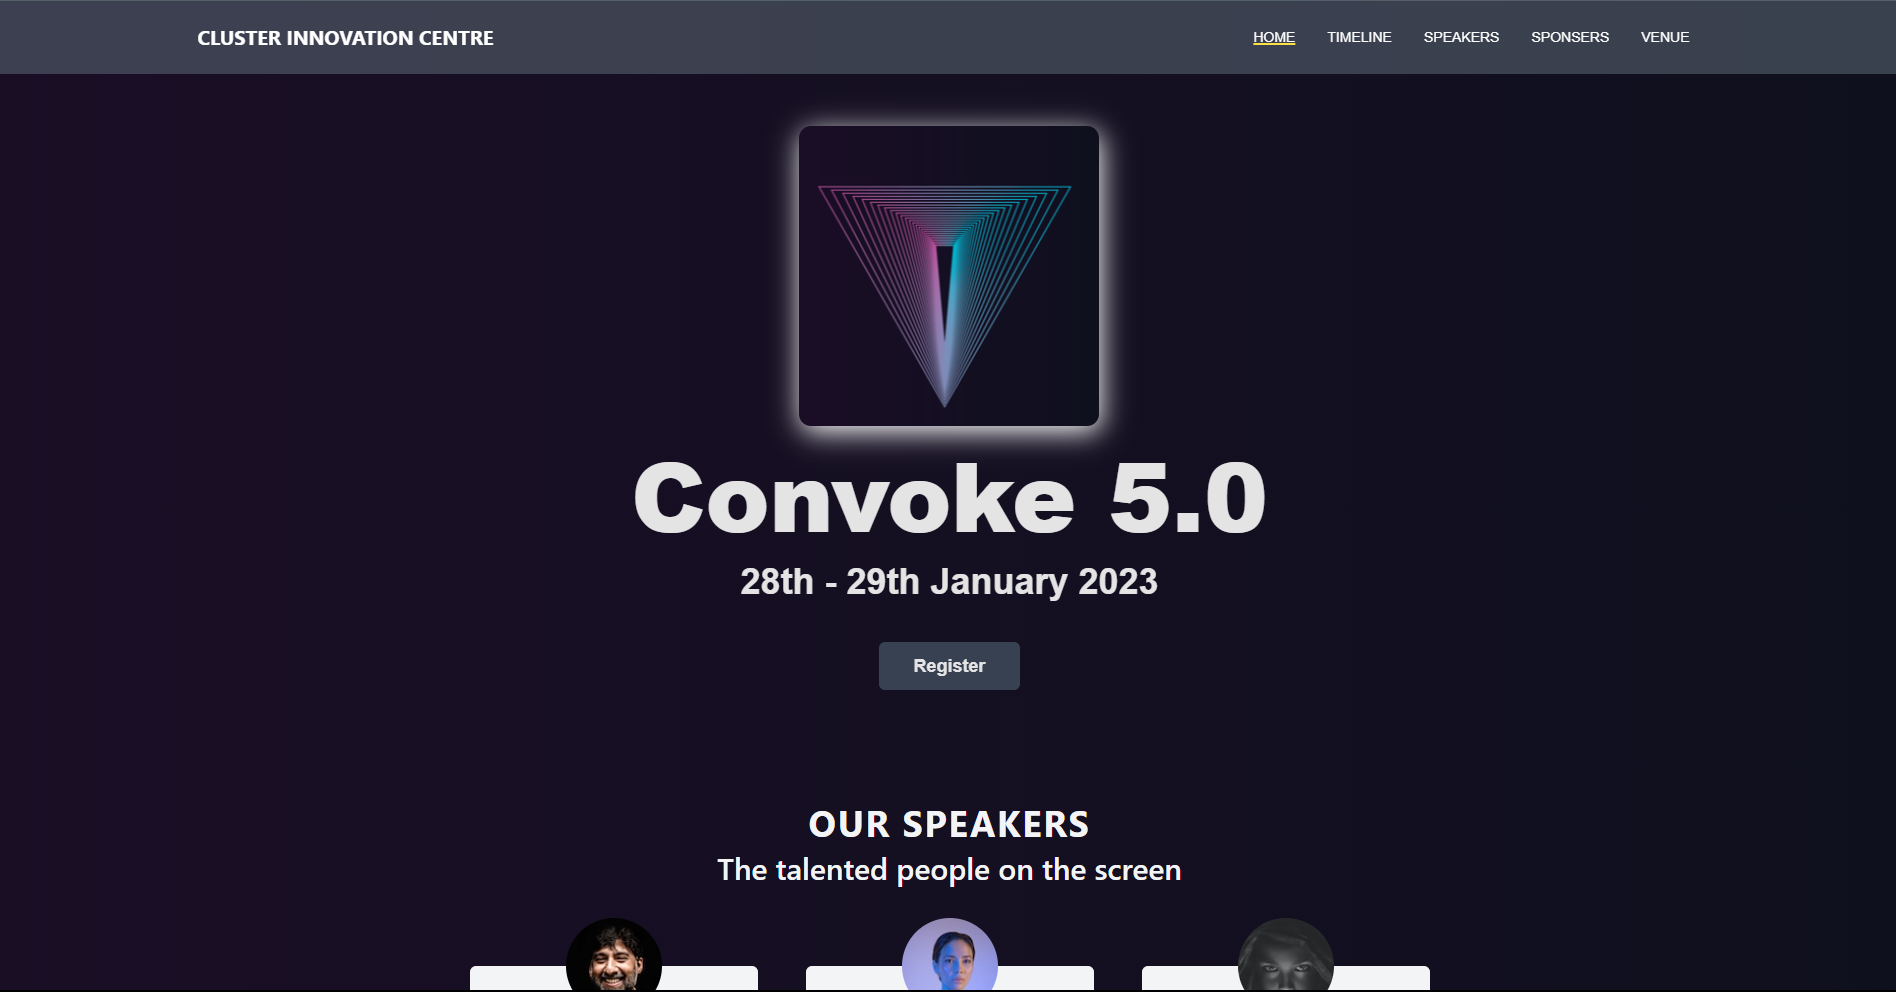 CLUSTER INNOVATION CENTRE
HOME TIMELINE SPEAKERS SPONSERS VENUE
Convoke 5.0
28th - 29th January 2023
Register
OUR SPEAKERS
The talented people on the screen